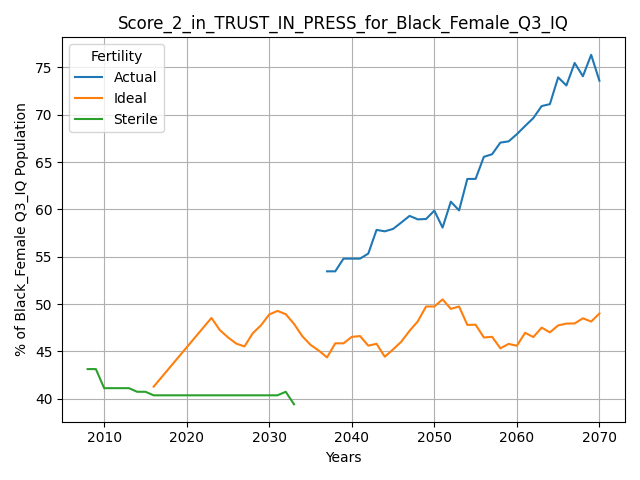 Score_2_in_TRUST_IN_PRESS_for_Black_Female_Q3_IQ
Fertility
Actual
Ideal
Sterile
% of Black_Female Q3_IQ Population
75
70
65
60
55
50
45
40
2010 2020 2030 2040 2050 2060 2070
Years